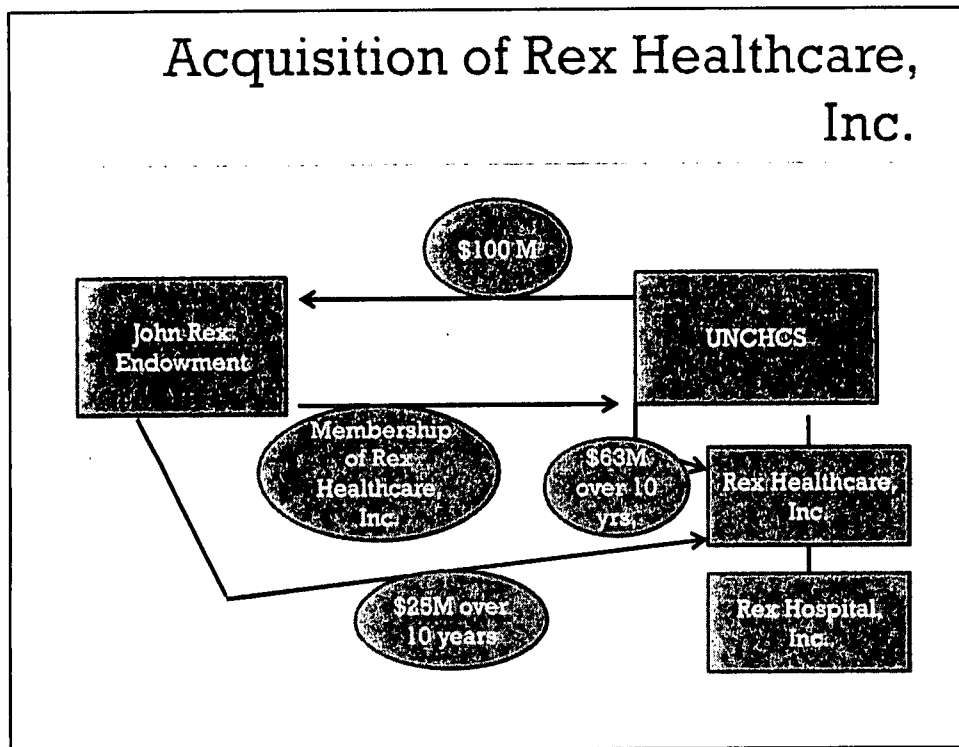 Acquisition of Rex Healthcare,
Inc.
$100 M
John Rex
Endowment
UNCHCS
Membership
of Rex
Healthcare,
Inc.
$63M
over 10
yrs.
Rex Healthcare,
Inc.
$25M over
10 years
Rex Hospital,
Inc.